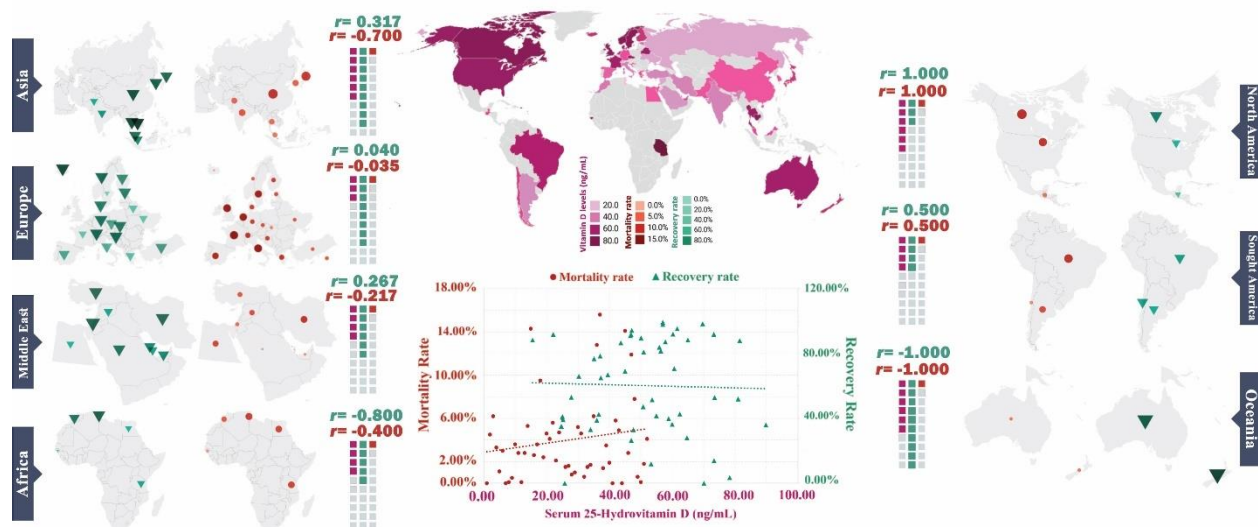 Asia
r= 0.317
r= -0.700
Europe
r= 0.040
r= -0.035
Middle East
r= 0.267
r= -0.217
Africa
r= -0.800
r= -0.400
Vitamin D levels (ng/mL)
20.0
40.0
60.0
80.0
Mortality rate
0.0%
5.0%
10.0%
15.0%
Recovery rate
0.0%
20.0%
40.0%
60.0%
80.0%
Mortality rate
Recovery rate
Mortality Rate
18.00%
14.00%
10.00%
6.00%
2.00%
0.00%
120.00%
80.00%
40.00%
0.00%
Recovery Rate
0.00
20.00
40.00
60.00
80.00
100.00
Serum 25-Hydrovitamin D (ng/mL)
r= 1.000
r= 1.000
North America
r= 0.500
r= 0.500
Sought America
r= -1.000
r= -1.000
Oceania